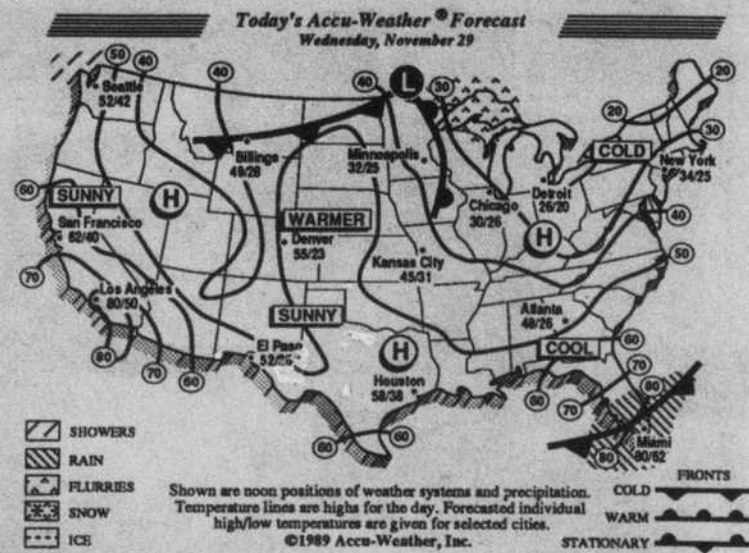 Today's Accu-Weather ® Forecast
Wednesday, November 29
50
40
40
40
L
30
20
20
30
Seattle
52/42
Billings
49/28
Minneapolis
32/25
COLD
New York
34/25
60
SUNNY
H
San Francisco
62/40
WARMER
Denver
55/23
Chicago
30/26
Detroit
26/20
H
40
Kansas City
45/31
50
70
Los Angeles
80/50
SUNNY
Atlanta
48/26
COOL
60
80
70
60
El Paso
H
Houston
58/38
60
60
60
70
70
80
80
Miami
80/62
SHOWERS
RAIN
FLURRIES
SNOW
ICE
Shown are noon positions of weather systems and precipitation.
Temperature lines are highs for the day. Forecasted individual
high/low temperatures are given for selected cities.
©1989 Accu-Weather, Inc.
FRONTS
COLD
WARM
STATIONARY